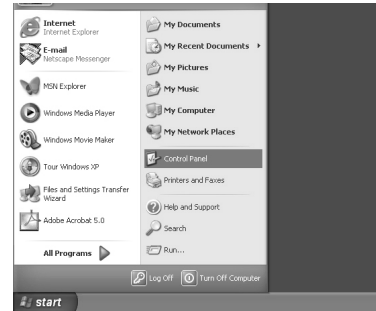 Internet
Internet Explorer
E-mail
Netscape Messenger
MSN Explorer
Windows Media Player
Windows Movie Maker
Tour Windows XP
Files and Settings Transfer
Wizard
Adobe Acrobat 5.0
All Programs
My Documents
My Recent Documents
My Pictures
My Music
My Computer
My Network Places
Control Panel
Printers and Faxes
Help and Support
Search
Run...
Log Off
Turn Off Computer
start